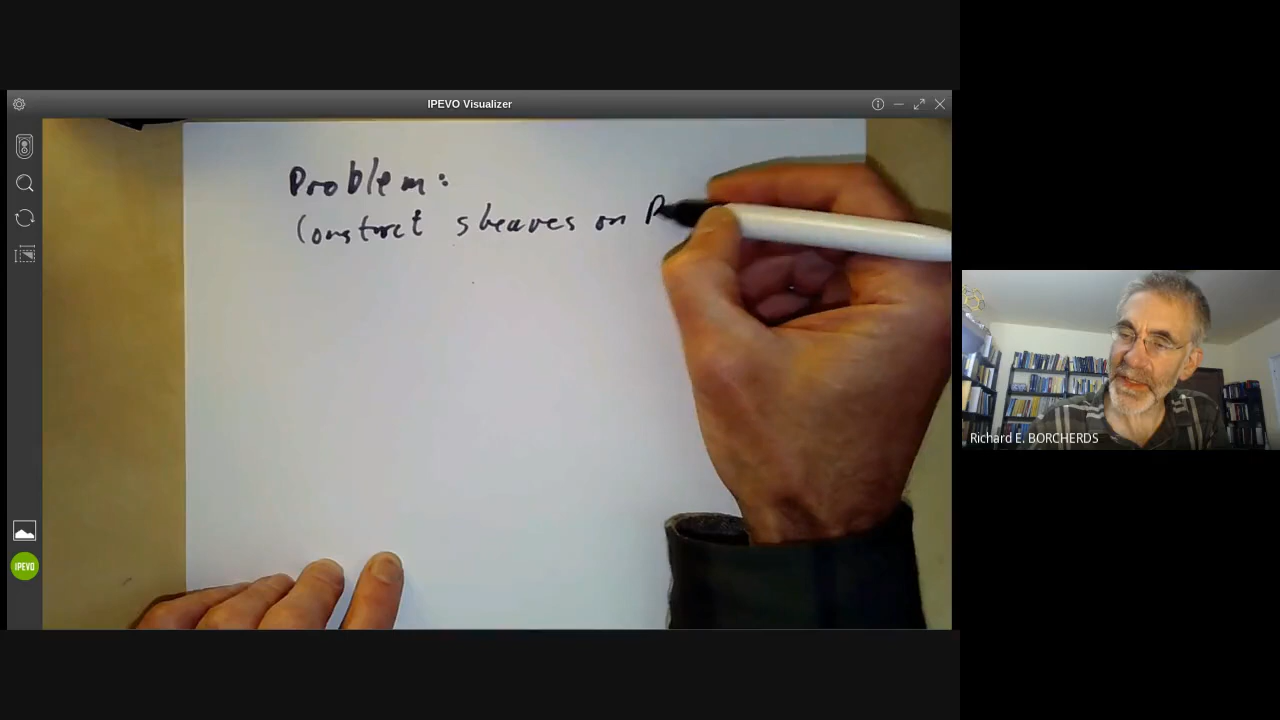 IPEVO Visualizer
Problem:
Construct sheaves on P
IPEVO
Richard E. BORCHERDS